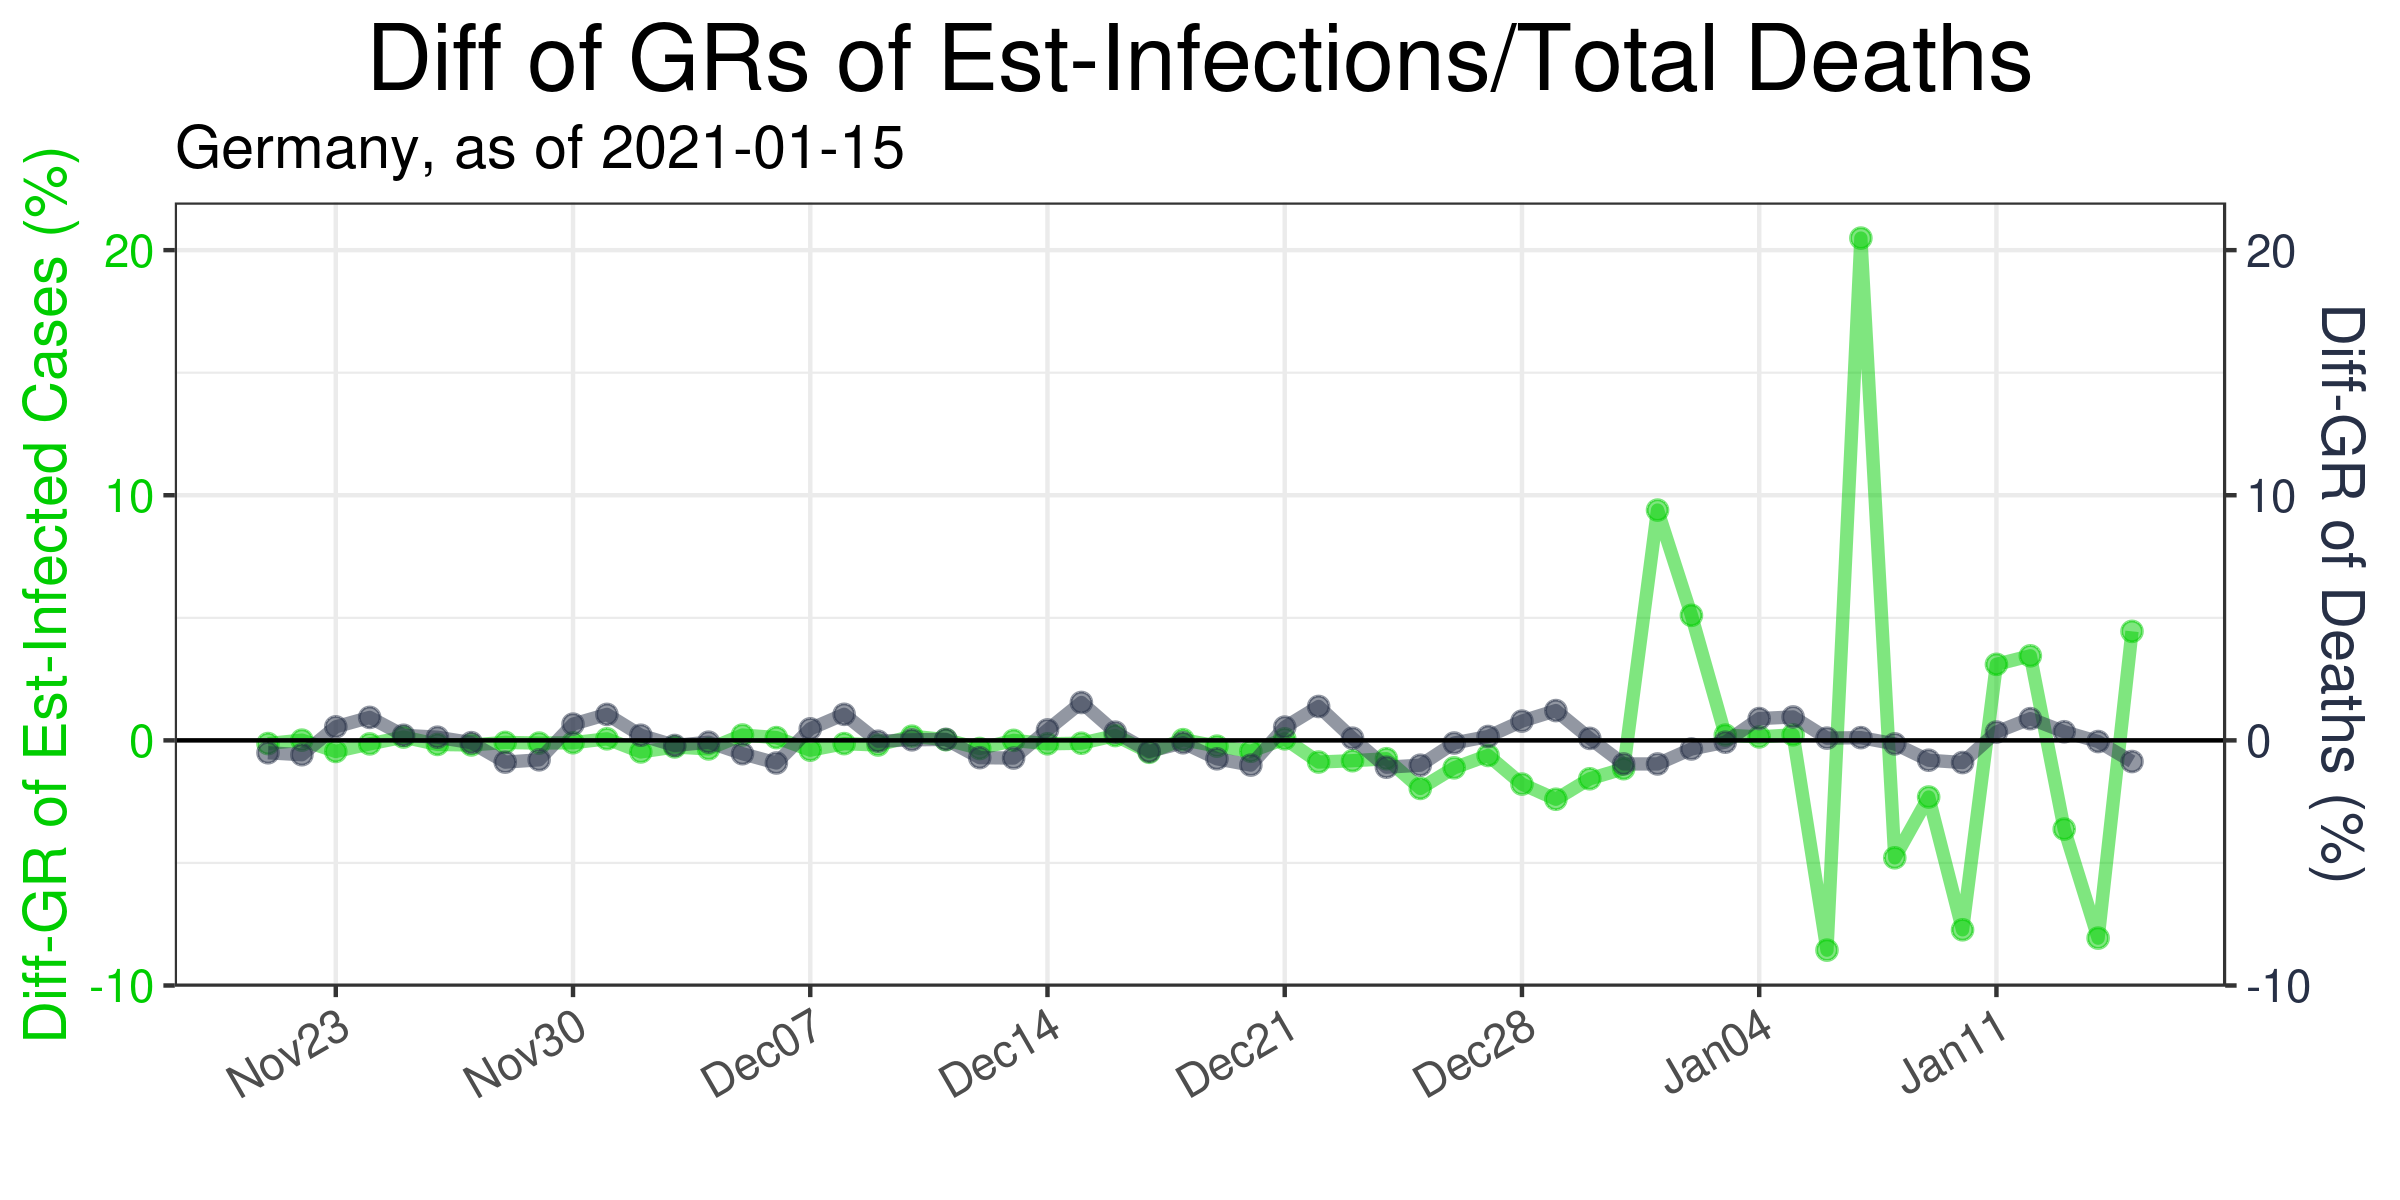 Diff of GRs of Est-Infections/Total Deaths
Germany, as of 2021-01-15
Diff-GR of Est-Infected Cases (%)
20
10
0
-10
20
10
0
-10
Diff-GR of Deaths (%)
Nov23
Nov30
Dec07
Dec14
Dec21
Dec28
Jan04
Jan11